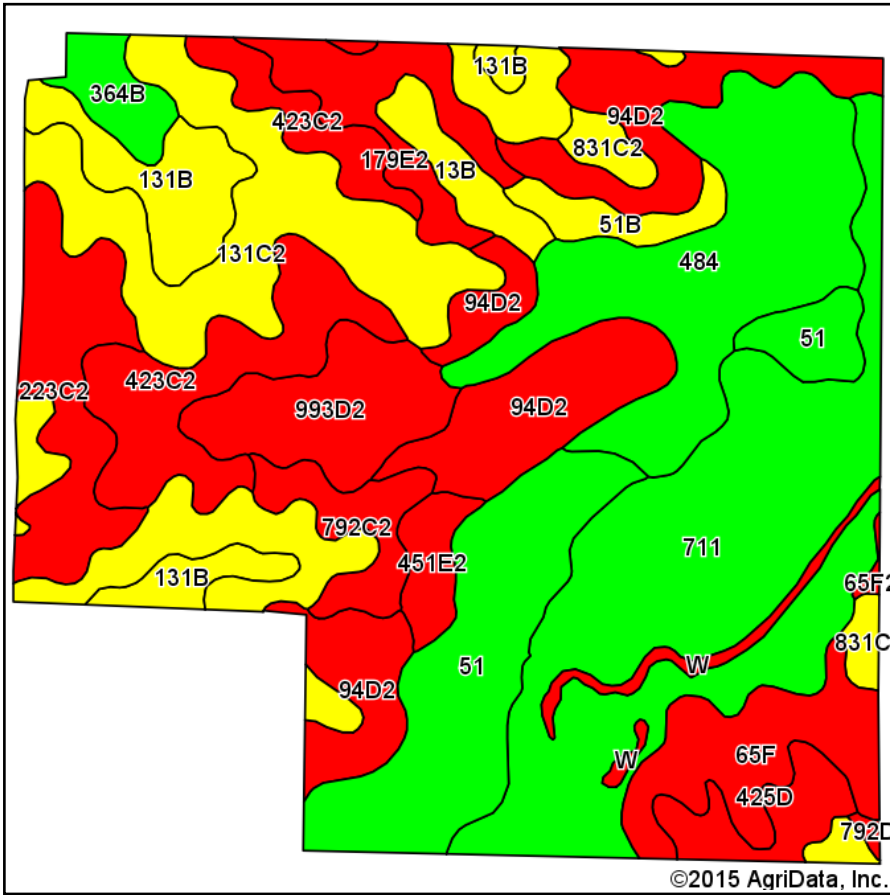 131B
364B
94D2
423C2
831C2
179E2
13B
131B
51B
131C2
484
94D2
51
423C2
223C2
993D2
94D2
792C2
711
451E2
131B
65F2
831C
51
W
94D2
65F
W
425D
792D
©2015 AgriData, Inc.